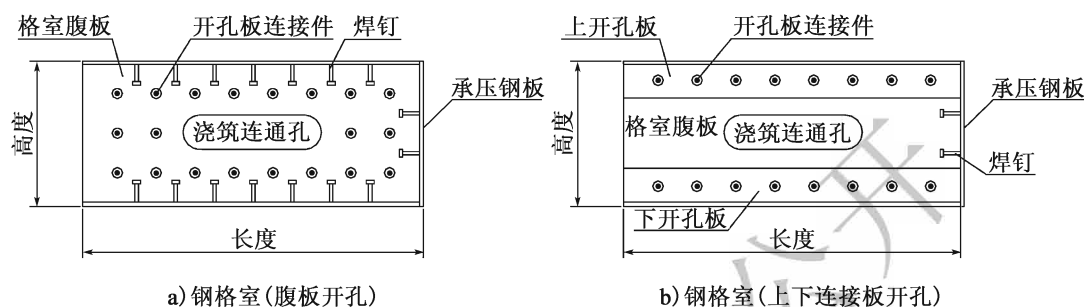 格室腹板
开孔板连接件
焊钉
承压钢板
浇筑连通孔
高度
长度
a)钢格室(腹板开孔)
上开孔板
开孔板连接件
承压钢板
格室腹板
浇筑连通孔
焊钉
下开孔板
高度
长度
b)钢格室(上下连接板开孔)
公开